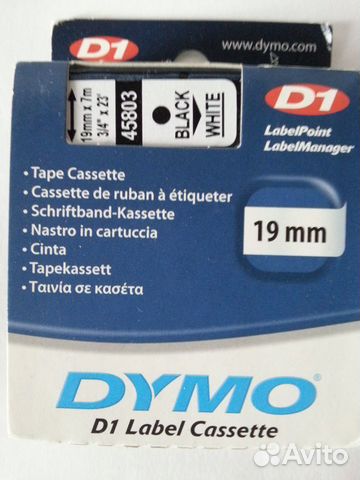 D1
www.dymo.com
19mm x 7m
3/4" x 23'
45803
BLACK
WHITE
D1
LabelPoint
LabelManager
• Tape Cassette
• Cassette de ruban à étiqueter
• Schriftband-Kassette
• Nastro in cartuccia
• Cinta
• Tapekassett
• Ταινία σε κασέτα
19 mm
DYMO®
D1 Label Cassette
Avito